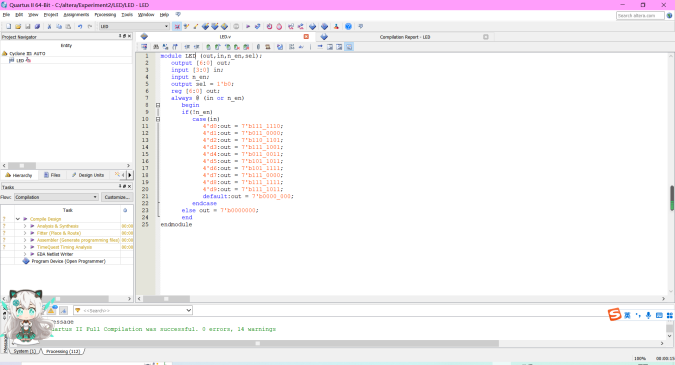 Quartus II 64-Bit - C:/altera/Experiment2/LED/LED - LED
File Edit View Project Assignments Processing Tools Window Help
Search altera.com
LED
Project Navigator
LED.v
Compilation Report - LED
Entity
Cyclone II: AUTO
LED
Hierarchy Files Design Units
Tasks
Flow: Compilation Customize...
Task
Compile Design
Analysis & Synthesis 00:00
Fitter (Place & Route) 00:00
Assembler (Generate programming files) 00:00
TimeQuest Timing Analysis 00:00
EDA Netlist Writer
Program Device (Open Programmer)
1 module LED (out,in,n_en,sel);
2 output [6:0] out;
3 input [3:0] in;
4 input n_en;
5 output sel = 1'b0;
6 reg [6:0] out;
7 always @ (in or n_en)
8 begin
9 if(!n_en)
10 case(in)
11 4'd0:out = 7'b111_1110;
12 4'd1:out = 7'b011_0000;
13 4'd2:out = 7'b110_1101;
14 4'd3:out = 7'b111_1001;
15 4'd4:out = 7'b011_0011;
16 4'd5:out = 7'b101_1011;
17 4'd6:out = 7'b101_1111;
18 4'd7:out = 7'b111_0000;
19 4'd8:out = 7'b111_1111;
20 4'd9:out = 7'b111_1011;
21 default:out = 7'b0000_000;
22 endcase
23 else out = 7'b0000000;
24 end
25 endmodule
<<Search>>
uartus II Full Compilation was successful. 0 errors, 14 warnings
System (1) Processing (112)
英
100% 00:00:15